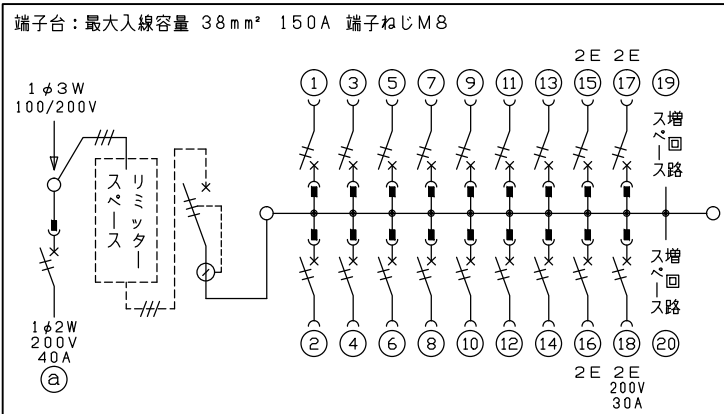 端子台：最大入線容量 38mm² 150A 端子ねじM8
2E 2E
1 3 5 7 9 11 13 15 17 19
1φ3W
100/200V
リミッター
スペース
増回路
スペース
増回路
スペース
1φ2W
200V
40A
a
2 4 6 8 10 12 14 16 18 20
2E 2E
200V
30A